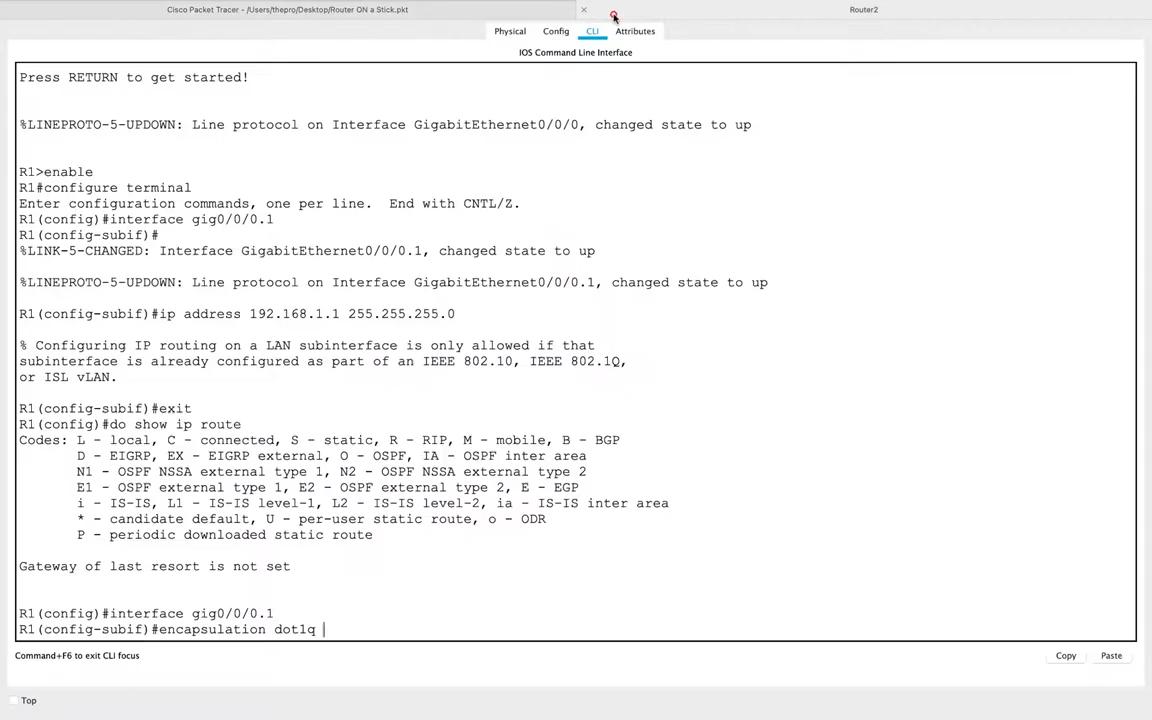 Cisco Packet Tracer - /Users/thepro/Desktop/Router ON a Stick.pkt
Router2
Physical Config CLI Attributes
IOS Command Line Interface
Press RETURN to get started!
%LINEPROTO-5-UPDOWN: Line protocol on Interface GigabitEthernet0/0/0, changed state to up
R1>enable
R1#configure terminal
Enter configuration commands, one per line.  End with CNTL/Z.
R1(config)#interface gig0/0/0.1
R1(config-subif)#
%LINK-5-CHANGED: Interface GigabitEthernet0/0/0.1, changed state to up
%LINEPROTO-5-UPDOWN: Line protocol on Interface GigabitEthernet0/0/0.1, changed state to up
R1(config-subif)#ip address 192.168.1.1 255.255.255.0
% Configuring IP routing on a LAN subinterface is only allowed if that
subinterface is already configured as part of an IEEE 802.10, IEEE 802.1Q,
or ISL vLAN.
R1(config-subif)#exit
R1(config)#do show ip route
Codes: L - local, C - connected, S - static, R - RIP, M - mobile, B - BGP
D - EIGRP, EX - EIGRP external, O - OSPF, IA - OSPF inter area
N1 - OSPF NSSA external type 1, N2 - OSPF NSSA external type 2
E1 - OSPF external type 1, E2 - OSPF external type 2, E - EGP
i - IS-IS, L1 - IS-IS level-1, L2 - IS-IS level-2, ia - IS-IS inter area
* - candidate default, U - per-user static route, o - ODR
P - periodic downloaded static route
Gateway of last resort is not set
R1(config)#interface gig0/0/0.1
R1(config-subif)#encapsulation dot1q
Command+F6 to exit CLI focus
Copy Paste
Top